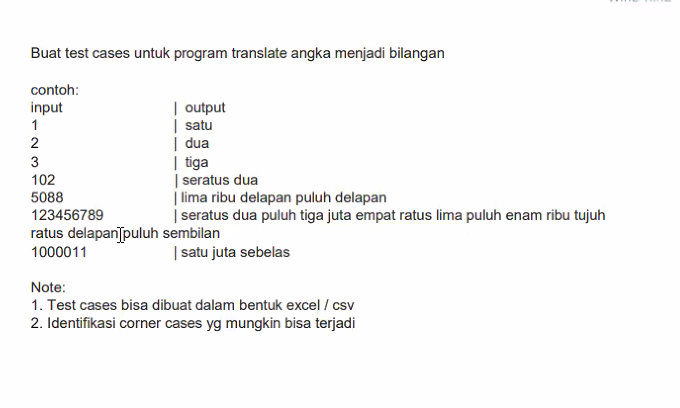 Buat test cases untuk program translate angka menjadi bilangan
contoh:
input | output
1 | satu
2 | dua
3 | tiga
102 | seratus dua
5088 | lima ribu delapan puluh delapan
123456789 | seratus dua puluh tiga juta empat ratus lima puluh enam ribu tujuh
ratus delapan puluh sembilan
1000011 | satu juta sebelas
Note:
1. Test cases bisa dibuat dalam bentuk excel / csv
2. Identifikasi corner cases yg mungkin bisa terjadi